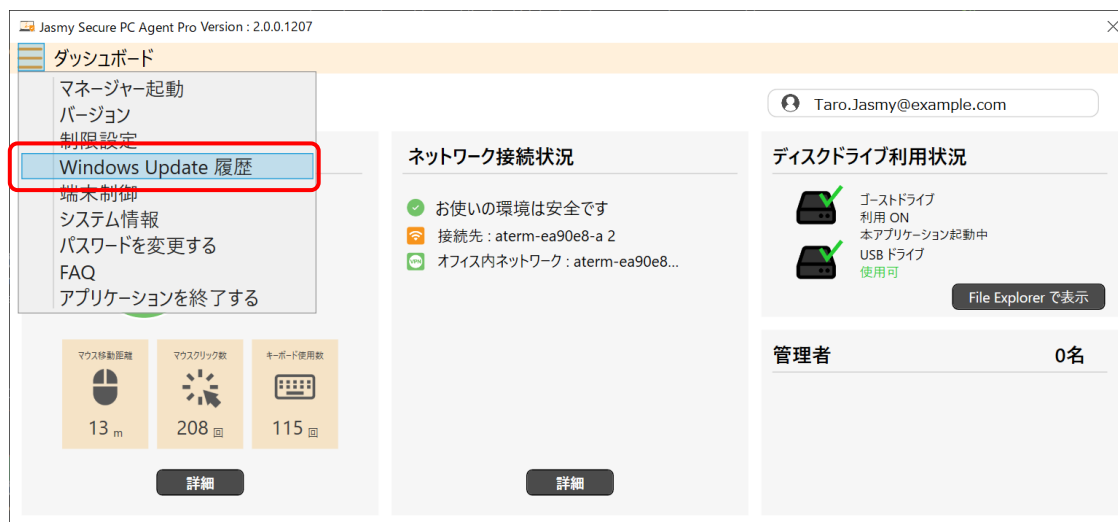 Jasmy Secure PC Agent Pro Version : 2.0.0.1207
ダッシュボード
マネージャー起動
バージョン
制限設定
Windows Update 履歴
端末制御
システム情報
パスワードを変更する
FAQ
アプリケーションを終了する
マウス移動距離
13 m
マウスクリック数
208 回
キーボード使用数
115 回
詳細
ネットワーク接続状況
お使いの環境は安全です
接続先 : aterm-ea90e8-a 2
VPN
オフィス内ネットワーク : aterm-ea90e8...
詳細
Taro.Jasmy@example.com
ディスクドライブ利用状況
ゴーストドライブ
利用 ON
本アプリケーション起動中
USB ドライブ
使用可
File Explorer で表示
管理者
0名